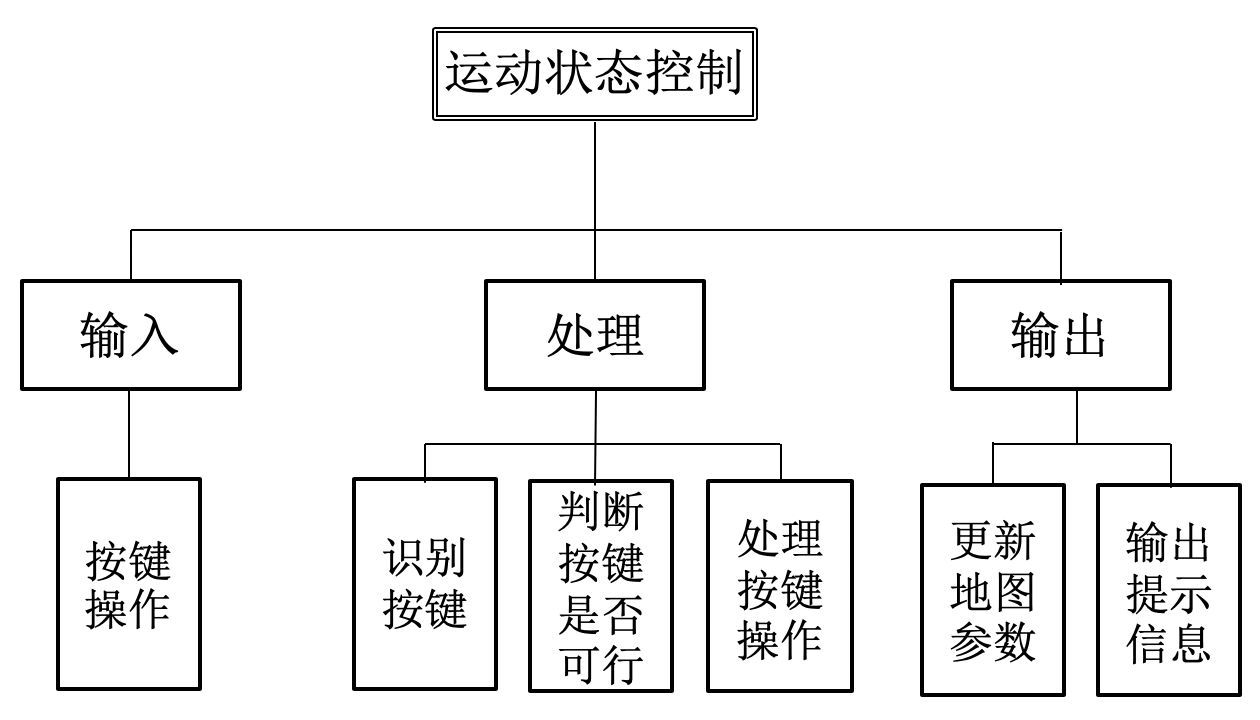 运动状态控制
输入
处理
输出
按键
操作
识别
按键
判断
按键
是否
可行
处理
按键
操作
更新
地图
参数
输出
提示
信息